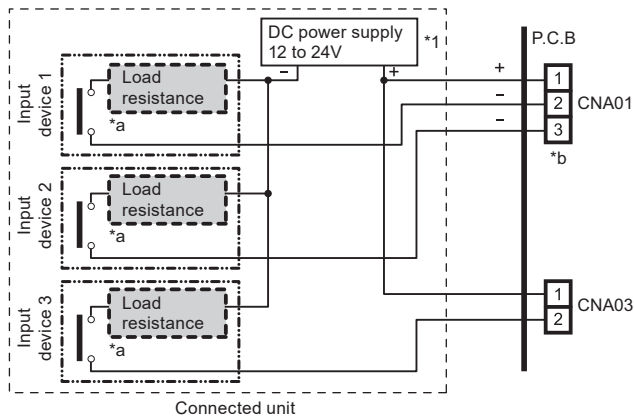 DC power supply
12 to 24V
*1
−
+
P.C.B
Input
device 1
Load
resistance
*a
+
−
−
1
2
3
CNA01
*b
Input
device 2
Load
resistance
*a
Input
device 3
Load
resistance
*a
1
2
CNA03
Connected unit